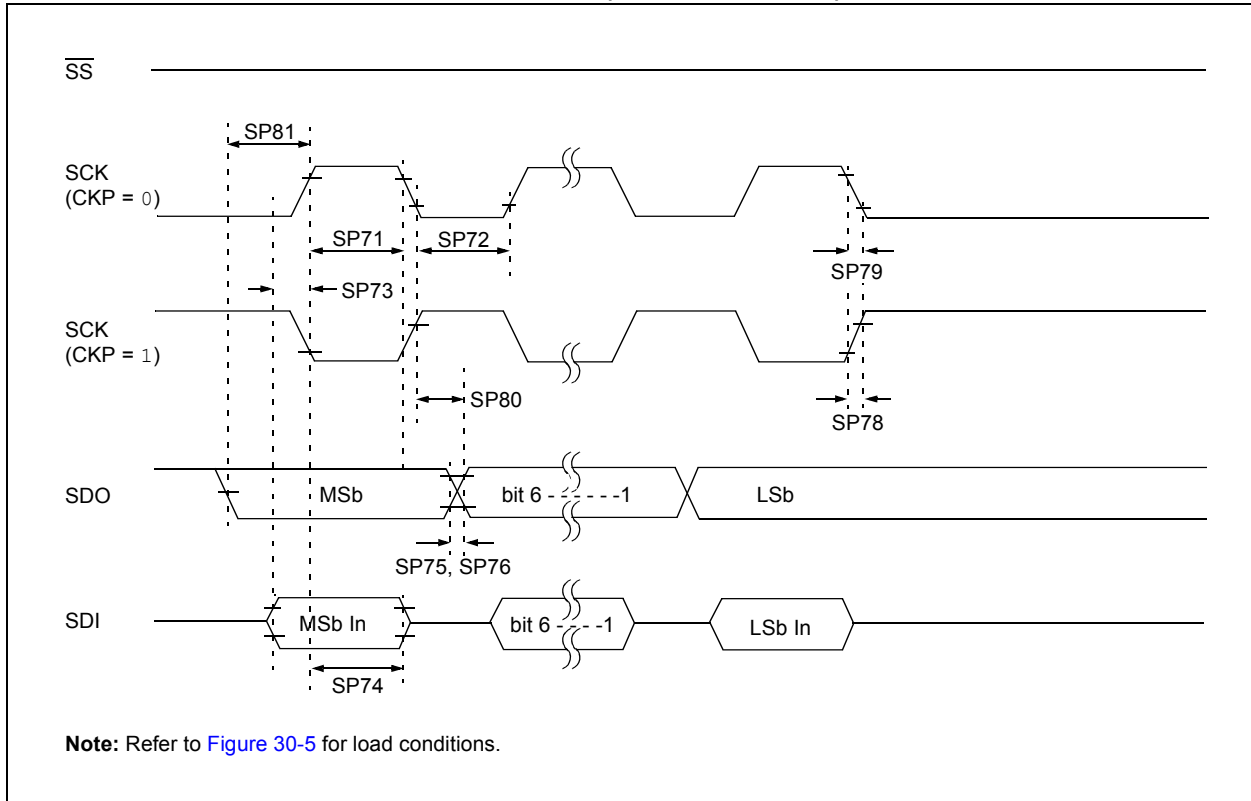 SS
SP81
SCK
(CKP = 0)
SP71
SP72
SP79
SP73
SCK
(CKP = 1)
SP80
SP78
SDO
MSb
bit 6 - - - - - - -1
LSb
SP75, SP76
SDI
MSb In
bit 6 - - - - -1
LSb In
SP74
Note: Refer to Figure 30-5 for load conditions.